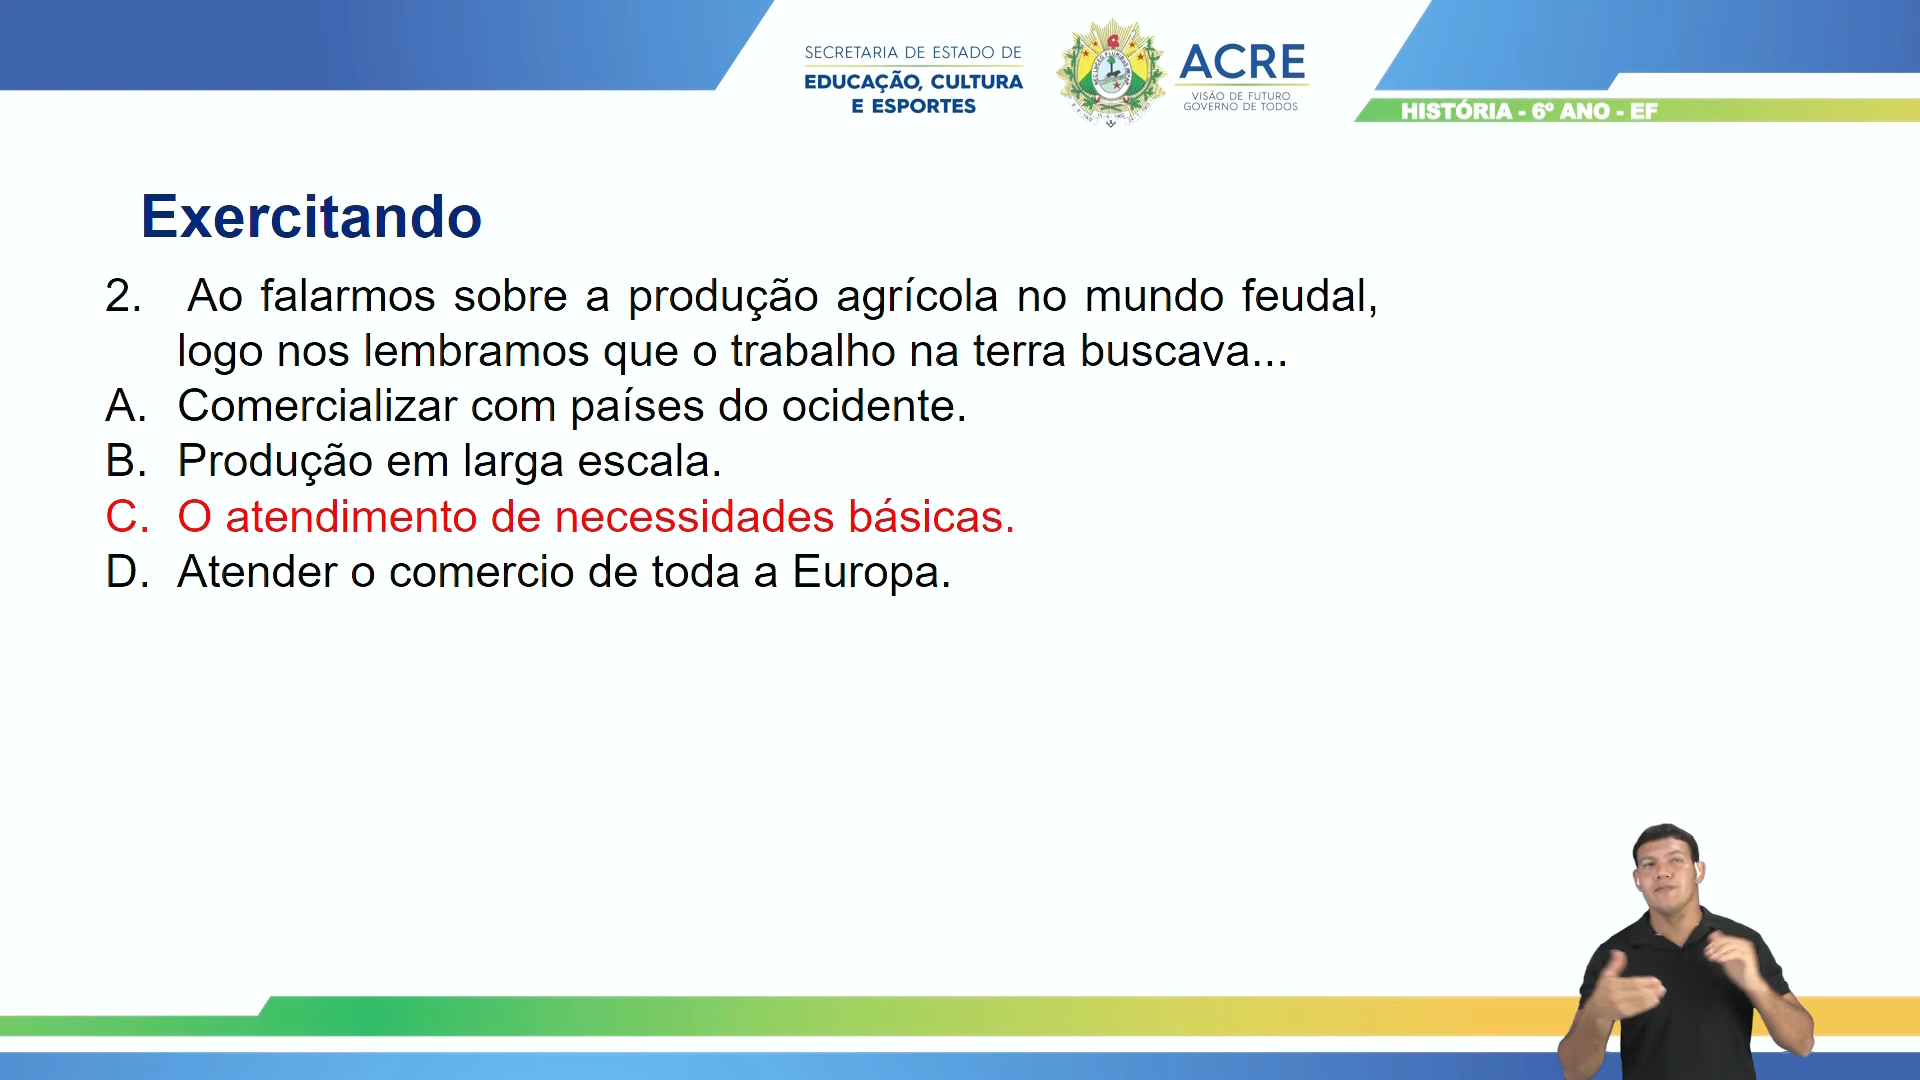 SECRETARIA DE ESTADO DE
EDUCAÇÃO, CULTURA
E ESPORTES
ACRE
VISÃO DE FUTURO
GOVERNO DE TODOS
HISTÓRIA - 6º ANO - EF
Exercitando
2. Ao falarmos sobre a produção agrícola no mundo feudal,
logo nos lembramos que o trabalho na terra buscava...
A. Comercializar com países do ocidente.
B. Produção em larga escala.
C. O atendimento de necessidades básicas.
D. Atender o comercio de toda a Europa.